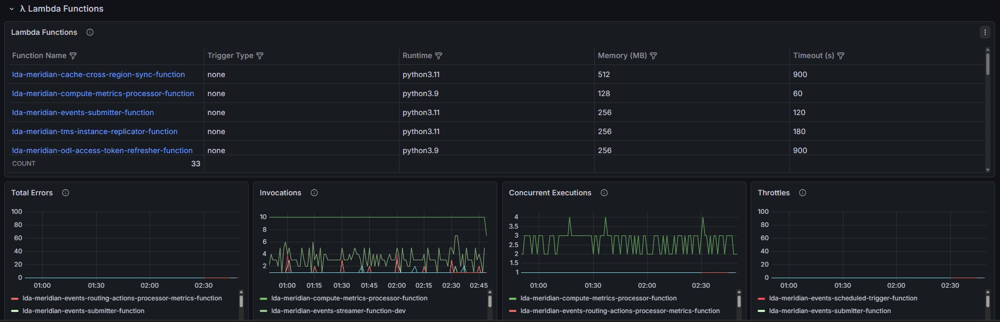 λ Lambda Functions
Lambda Functions
Function Name Trigger Type Runtime Memory (MB) Timeout (s)
lda-meridian-cache-cross-region-sync-function none python3.11 512 900
lda-meridian-compute-metrics-processor-function none python3.9 128 60
lda-meridian-events-submitter-function none python3.11 256 120
lda-meridian-tms-instance-replicator-function none python3.11 256 180
lda-meridian-odl-access-token-refresher-function none python3.9 256 900
COUNT 33
Total Errors
100
80
60
40
20
0
01:00 01:30 02:00 02:30
lda-meridian-events-routing-actions-processor-metrics-function
lda-meridian-events-submitter-function
Invocations
10
8
6
4
2
01:00 01:15 01:30 01:45 02:00 02:15 02:30 02:45
lda-meridian-compute-metrics-processor-function
lda-meridian-events-streamer-function-dev
Concurrent Executions
4
3.5
3
2.5
2
1.5
1
01:00 01:30 02:00 02:30
lda-meridian-compute-metrics-processor-function
lda-meridian-events-routing-actions-processor-metrics-function
Throttles
100
80
60
40
20
0
01:00 01:30 02:00 02:30
lda-meridian-events-scheduled-trigger-function
lda-meridian-events-submitter-function